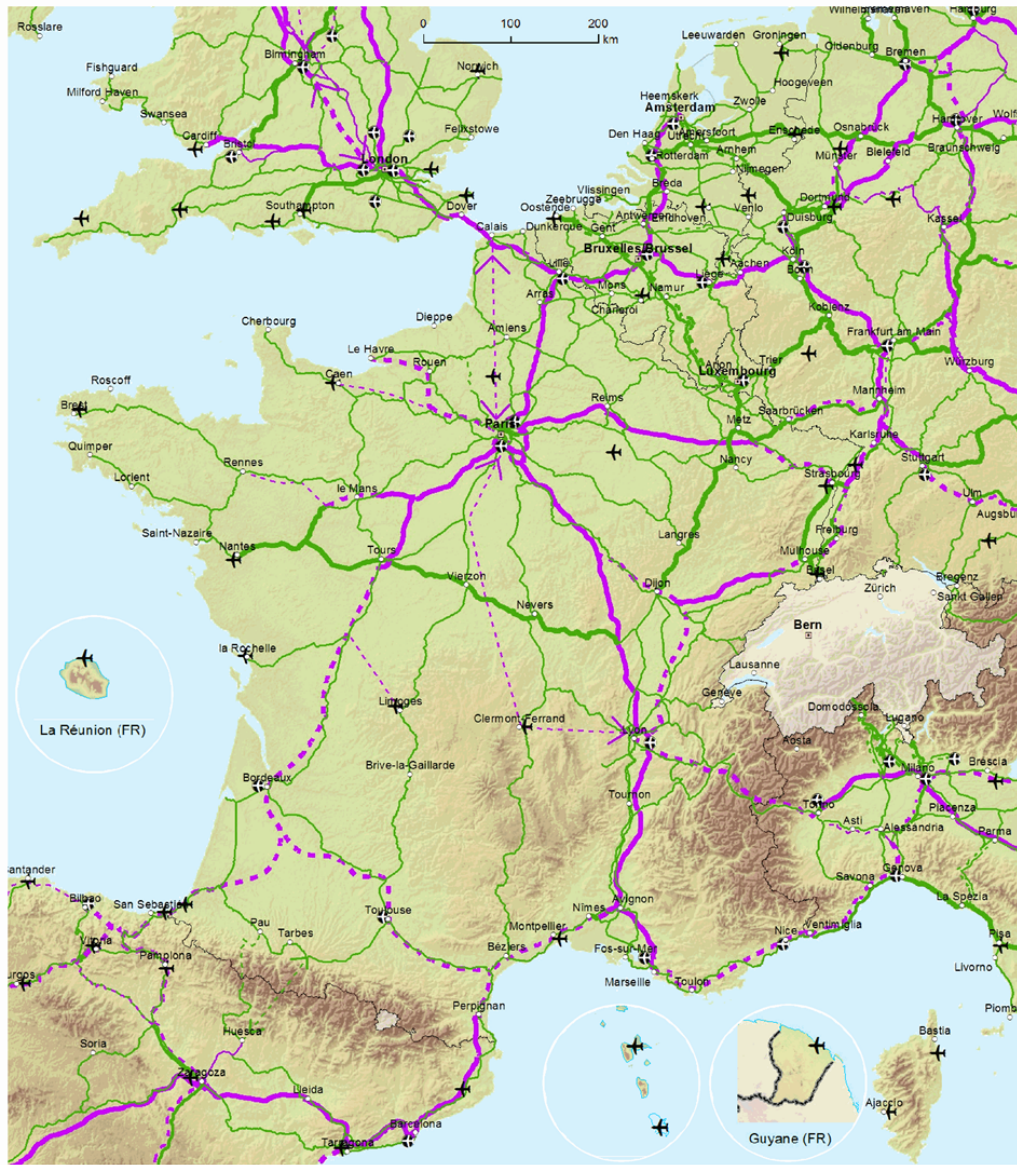 0 100 200
km
Rosslare
Birmingham
Norwich
Fishguard
Milford Haven
Swansea
Cardiff
Bristol
Felixstowe
London
Southampton
Dover
Calais
Leeuwarden
Groningen
Oldenburg
Bremen
Hoogeveen
Heemskerk
Amsterdam
Zwolle
Den Haag
Utrecht
Amersfoort
Enschede
Osnabrück
Hannover
Rotterdam
Arnhem
Nijmegen
Münster
Bielefeld
Braunschweig
Breda
Vlissingen
Zeebrugge
Oostende
Dunkerque
Gent
Antwerpen
Eindhoven
Venlo
Dortmund
Duisburg
Kassel
Bruxelles/Brussel
Lille
Aachen
Köln
Bonn
Liège
Mons
Namur
Charleroi
Arras
Koblenz
Cherbourg
Dieppe
Amiens
Frankfurt am Main
Le Havre
Rouen
Caen
Arlon
Trier
Luxembourg
Würzburg
Roscoff
Brest
Reims
Mannheim
Paris
Saarbrücken
Metz
Karlsruhe
Quimper
Rennes
Nancy
Stuttgart
Lorient
le Mans
Strasbourg
Ulm
Augsburg
Saint-Nazaire
Nantes
Tours
Langres
Freiburg
Mulhouse
Basel
Vierzon
Dijon
Bregenz
Zürich
Sankt Gallen
Nevers
Bern
la Rochelle
Lausanne
Genève
Limoges
Clermont-Ferrand
Lyon
Domodossola
Lugano
La Réunion (FR)
Aosta
Brive-la-Gaillarde
Bordeaux
Milano
Brescia
Tournon
Torino
Piacenza
Asti
Alessandria
Parma
Santander
Genova
Savona
Bilbao
San Sebastián
La Spezia
Toulouse
Avignon
Nîmes
Pau
Tarbes
Montpellier
Nice
Ventimiglia
Pisa
Vitoria
Pamplona
Béziers
Fos-sur-Mer
Livorno
Burgos
Marseille
Toulon
Perpignan
Piomb
Huesca
Soria
Bastia
Zaragoza
Lleida
Ajaccio
Barcelona
Tarragona
Guyane (FR)